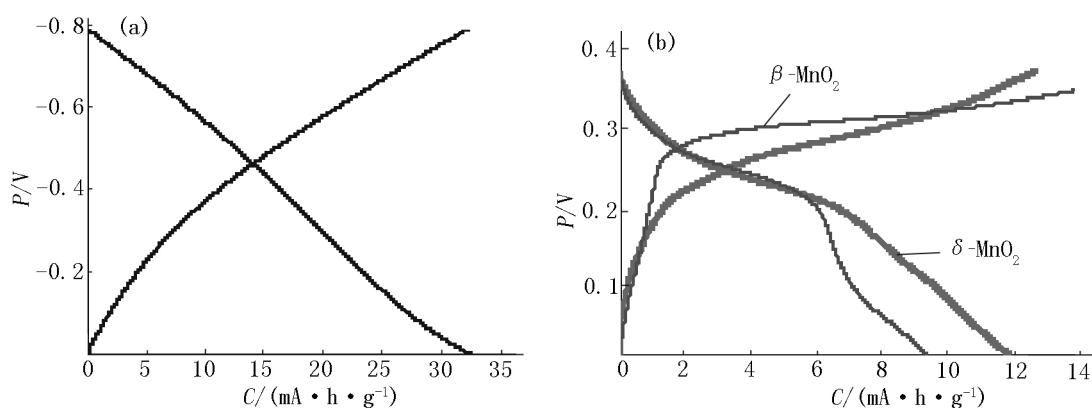 (a)
P/V
-0.8
-0.6
-0.4
-0.2
0 5 10 15 20 25 30 35
C/(mA·h·g⁻¹)
(b)
P/V
0.4
0.3
0.2
0.1
β-MnO₂
δ-MnO₂
0 2 4 6 8 10 12 14
C/(mA·h·g⁻¹)